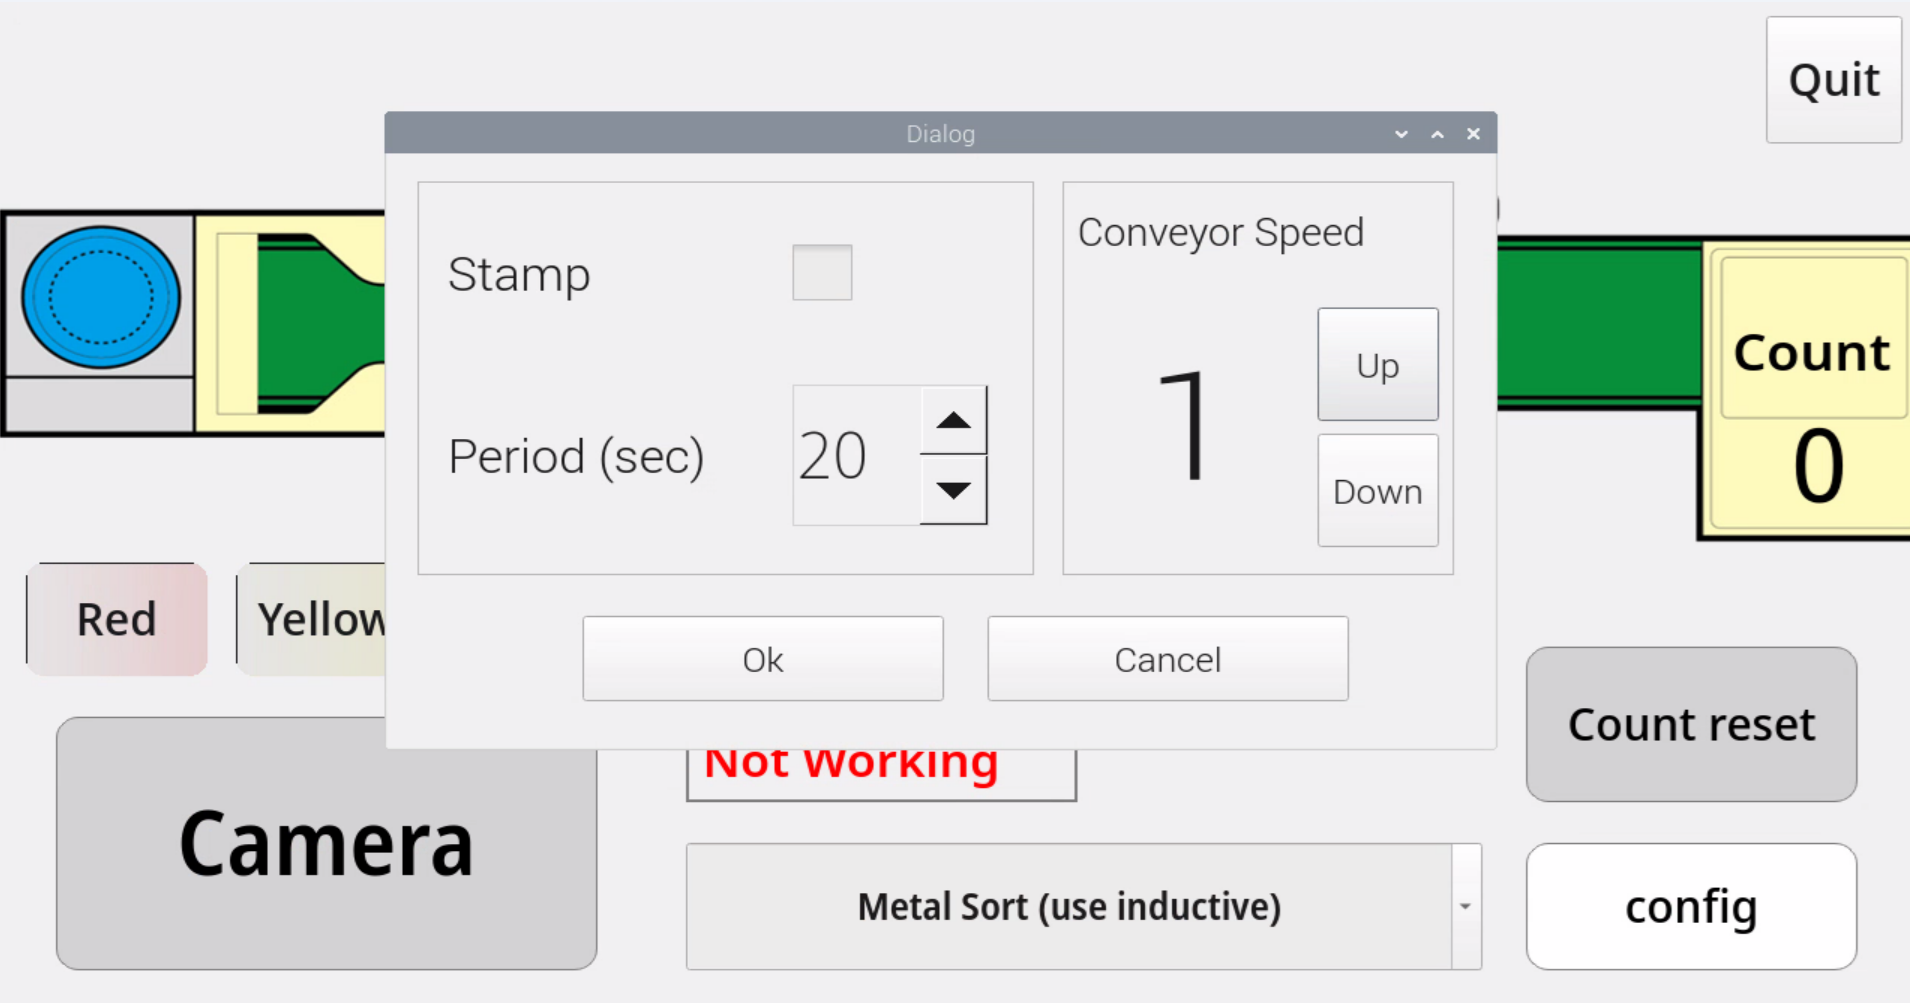 Quit
Dialog
Stamp
Period (sec)
20
Conveyor Speed
1
Up
Down
Ok
Cancel
Count
0
Red
Yellow
Not Working
Camera
Metal Sort (use inductive)
Count reset
config